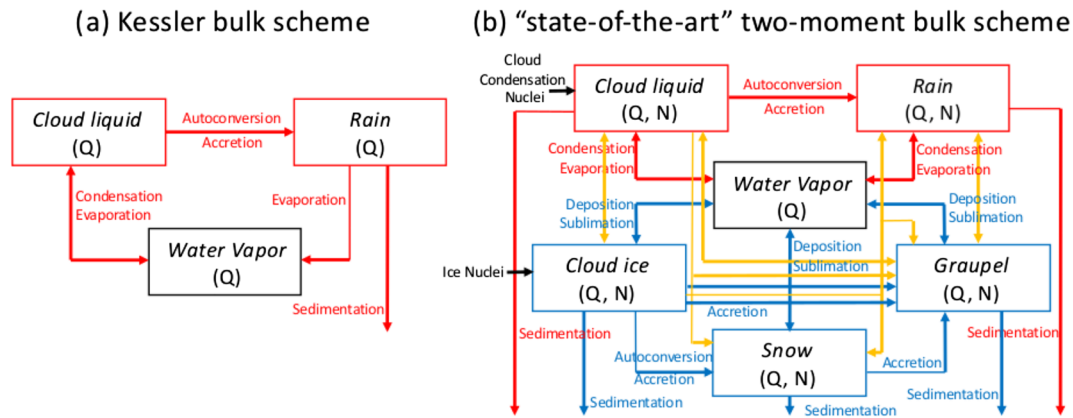 (a) Kessler bulk scheme
Cloud liquid
(Q)
Autoconversion
Accretion
Rain
(Q)
Condensation
Evaporation
Evaporation
Water Vapor
(Q)
Sedimentation
(b) “state-of-the-art” two-moment bulk scheme
Cloud
Condensation
Nuclei
Cloud liquid
(Q, N)
Autoconversion
Accretion
Rain
(Q, N)
Condensation
Evaporation
Condensation
Evaporation
Water Vapor
(Q)
Deposition
Sublimation
Deposition
Sublimation
Deposition
Sublimation
Ice Nuclei
Cloud ice
(Q, N)
Graupel
(Q, N)
Accretion
Sedimentation
Sedimentation
Snow
(Q, N)
Autoconversion
Accretion
Accretion
Sedimentation
Sedimentation
Sedimentation